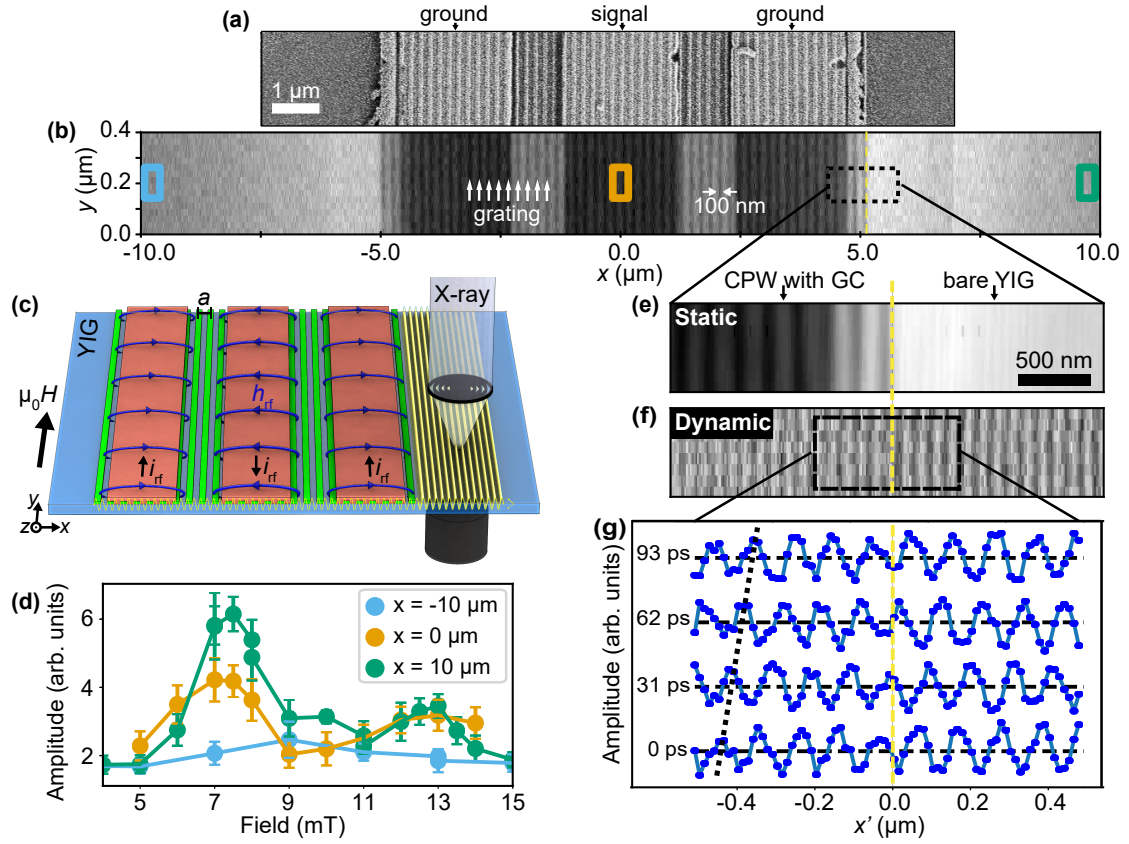 (a)
ground
signal
ground
1 μm
(b)
y (μm)
0.4
0.2
0.0
grating
100 nm
-10.0
-5.0
0.0
5.0
10.0
x (μm)
(c)
a
X-ray
YIG
μ₀H
h_rf
i_rf
i_rf
i_rf
y
z
x
CPW with GC
bare YIG
(e)
Static
500 nm
(f)
Dynamic
(d)
Amplitude (arb. units)
6
4
2
x = -10 μm
x = 0 μm
x = 10 μm
5
7
9
11
13
15
Field (mT)
(g)
Amplitude (arb. units)
93 ps
62 ps
31 ps
0 ps
-0.4
-0.2
0.0
0.2
0.4
x' (μm)